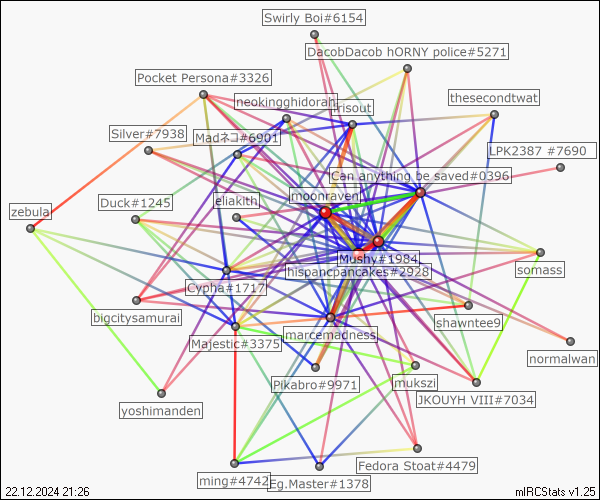 Swirly Boi#6154
DacobDacob hORNY police#5271
Pocket Persona#3326
neokingghidorah
thesecondtwat
Silver#7938
Madネコ#6901
LPK2387 #7690
Can anything be saved#0396
moonraven
eliakith
Duck#1245
zebula
Mushy#1984
hispancpancakes#2928
somass
Cypha#1717
bigcitysamurai
shawntee9
marcemadness
Majestic#3375
normalwan
Pikabro#9971
mukszi
JKOUYH VIII#7034
yoshimanden
Fedora Stoat#4479
ming#4742
Eg.Master#1378
22.12.2024 21:26
mIRCStats v1.25